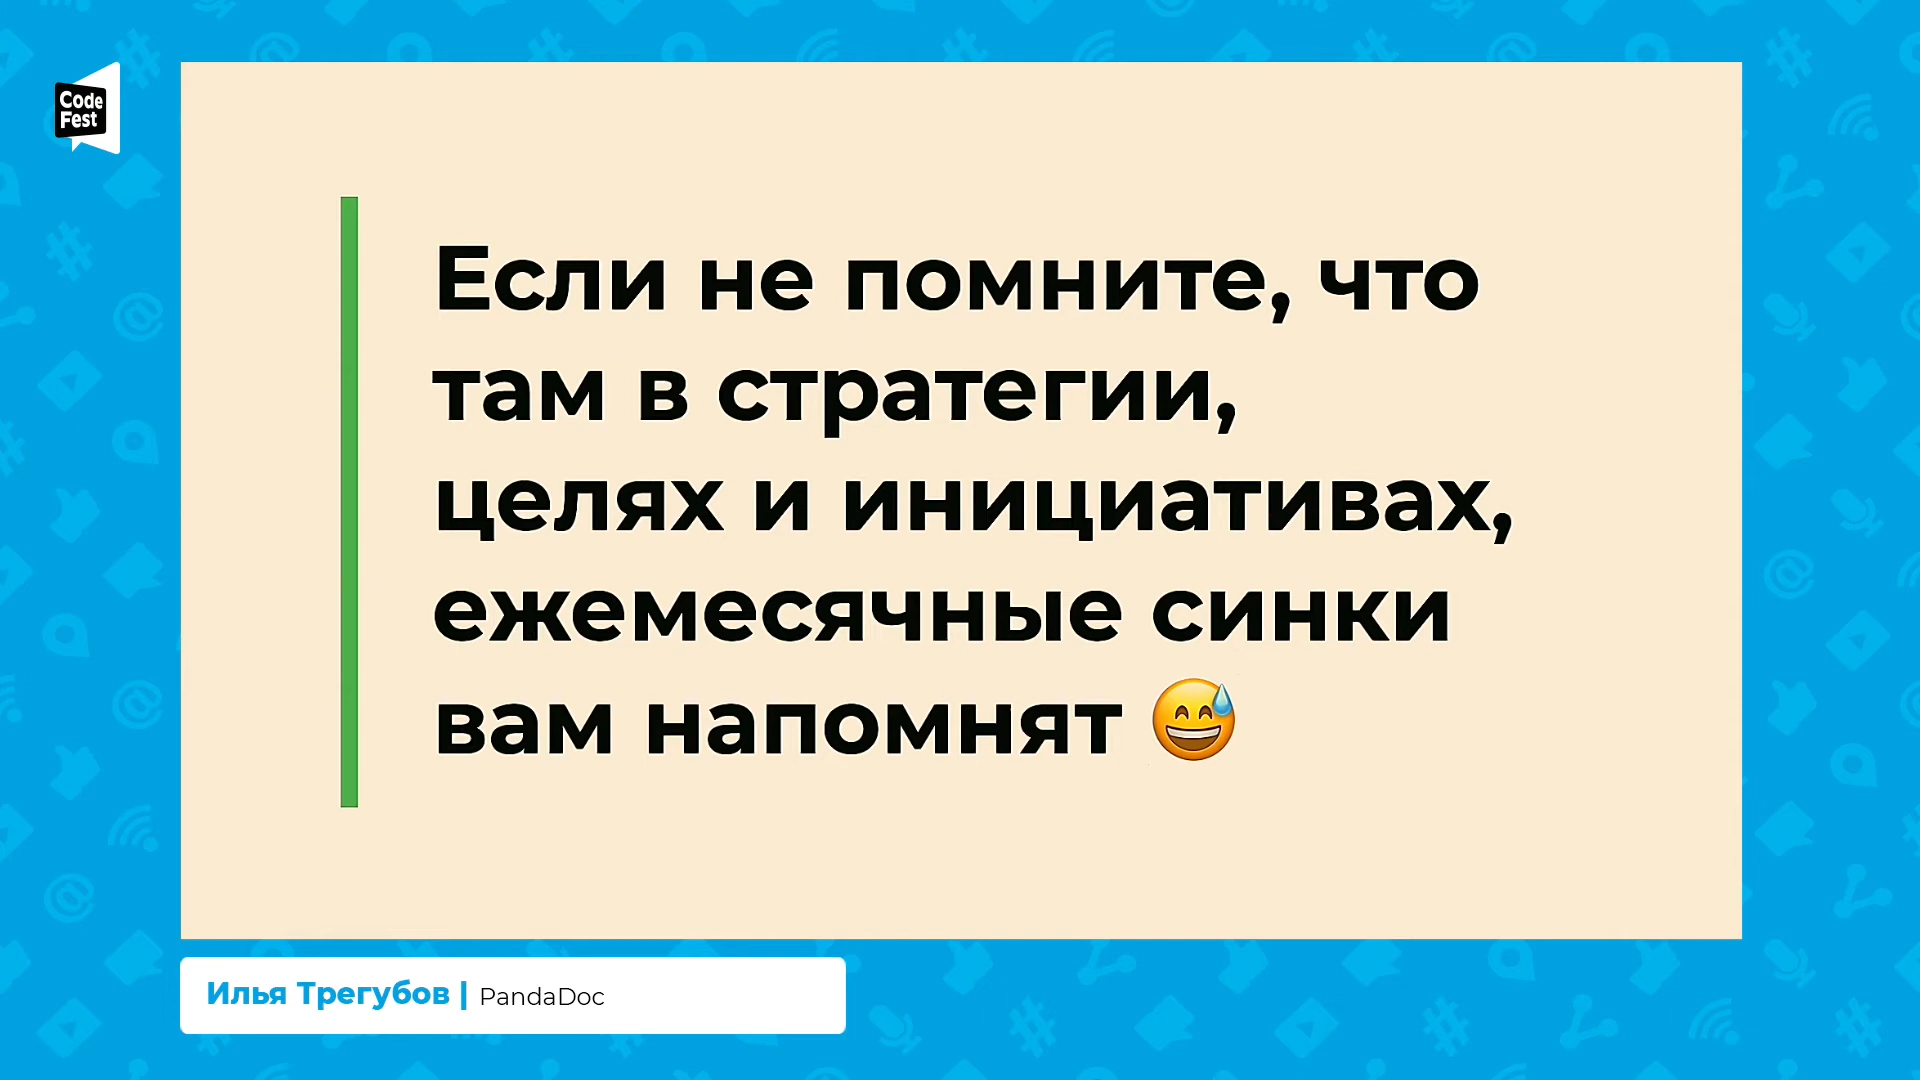 Code
Fest
Если не помните, что
там в стратегии,
целях и инициативах,
ежемесячные синки
вам напомнят 😅
Илья Трегубов | PandaDoc